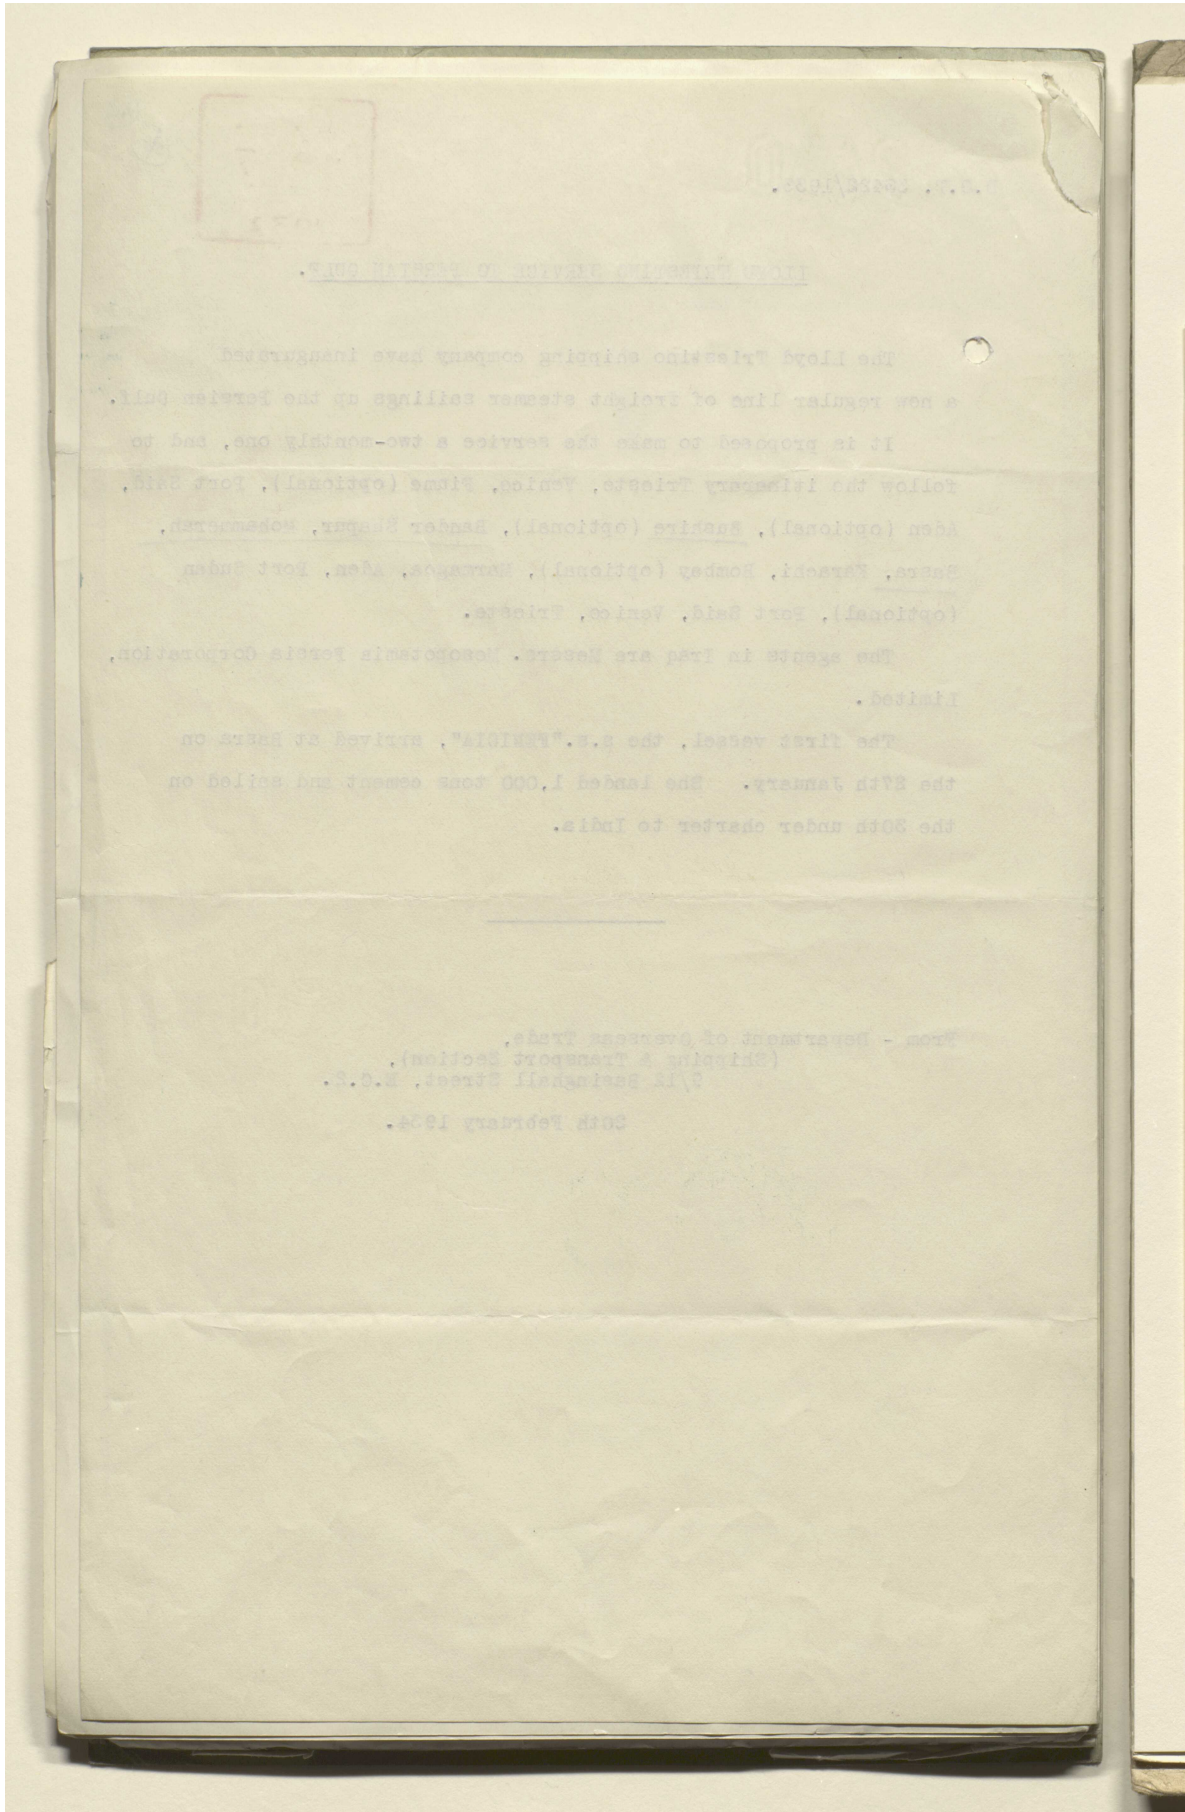 LLOYD TRIESTINO SERVICE TO PERSIAN GULF.
The Lloyd Triestino shipping company have inaugurated
a new regular line of freight steamer sailings up the Persian Gulf.
It is proposed to make the service a two-monthly one, and to
follow the itinerary Trieste, Venice, Fiume (optional), Port Said,
Aden (optional), Bushire (optional), Bandar Shapur, Mohammerah,
Basra, Karachi, Bombay (optional), Marmagoa, Aden, Port Sudan
(optional), Port Said, Venice, Trieste.
The agents in Iraq are Messrs. Mesopotamia Persia Corporation,
Limited.
The first vessel, the s.s. "FENICIA", arrived at Basra on
the 27th January. She landed 1,000 tons cement and sailed on
the 30th under charter to India.
From - Department of Overseas Trade,
(Shipping & Transport Section),
Basinghall Street, E.C.2.
20th February 1934.